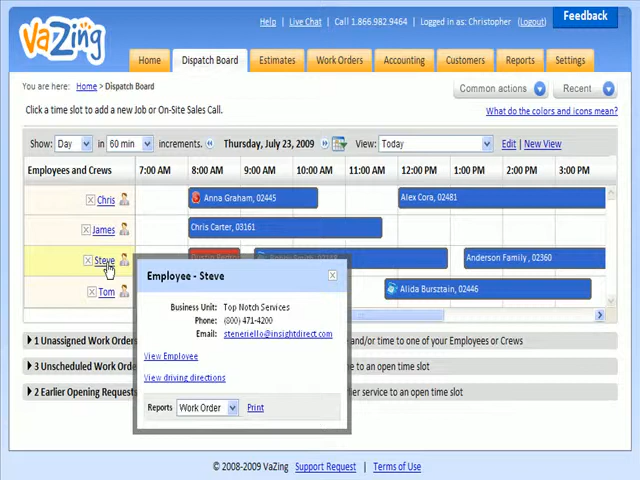 VaZing
Help | Live Chat | Call 1.866.982.9464 | Logged in as: Christopher (Logout)
Feedback
Home
Dispatch Board
Estimates
Work Orders
Accounting
Customers
Reports
Settings
You are here: Home > Dispatch Board
Common actions
Recent
Click a time slot to add a new Job or On-Site Sales Call.
What do the colors and icons mean?
Show: Day in 60 min increments. Thursday, July 23, 2009 View: Today Edit | New View
Employees and Crews 7:00 AM 8:00 AM 9:00 AM 10:00 AM 11:00 AM 12:00 PM 1:00 PM 2:00 PM 3:00 PM
Chris
Anna Graham, 02445
Alex Cora, 02481
James
Chris Carter, 03161
Steve
Anderson Family, 02360
Tom
Alida Bursztain, 02446
Employee - Steve
Business Unit: Top Notch Services
Phone: (800) 471-4200
Email: steneriello@insightdirect.com
View Employee
View driving directions
Reports Work Order Print
1 Unassigned Work Orders
and/or time to one of your Employees or Crews
3 Unscheduled Work
to an open time slot
2 Earlier Opening Requests
earlier service to an open time slot
© 2008-2009 VaZing Support Request | Terms of Use